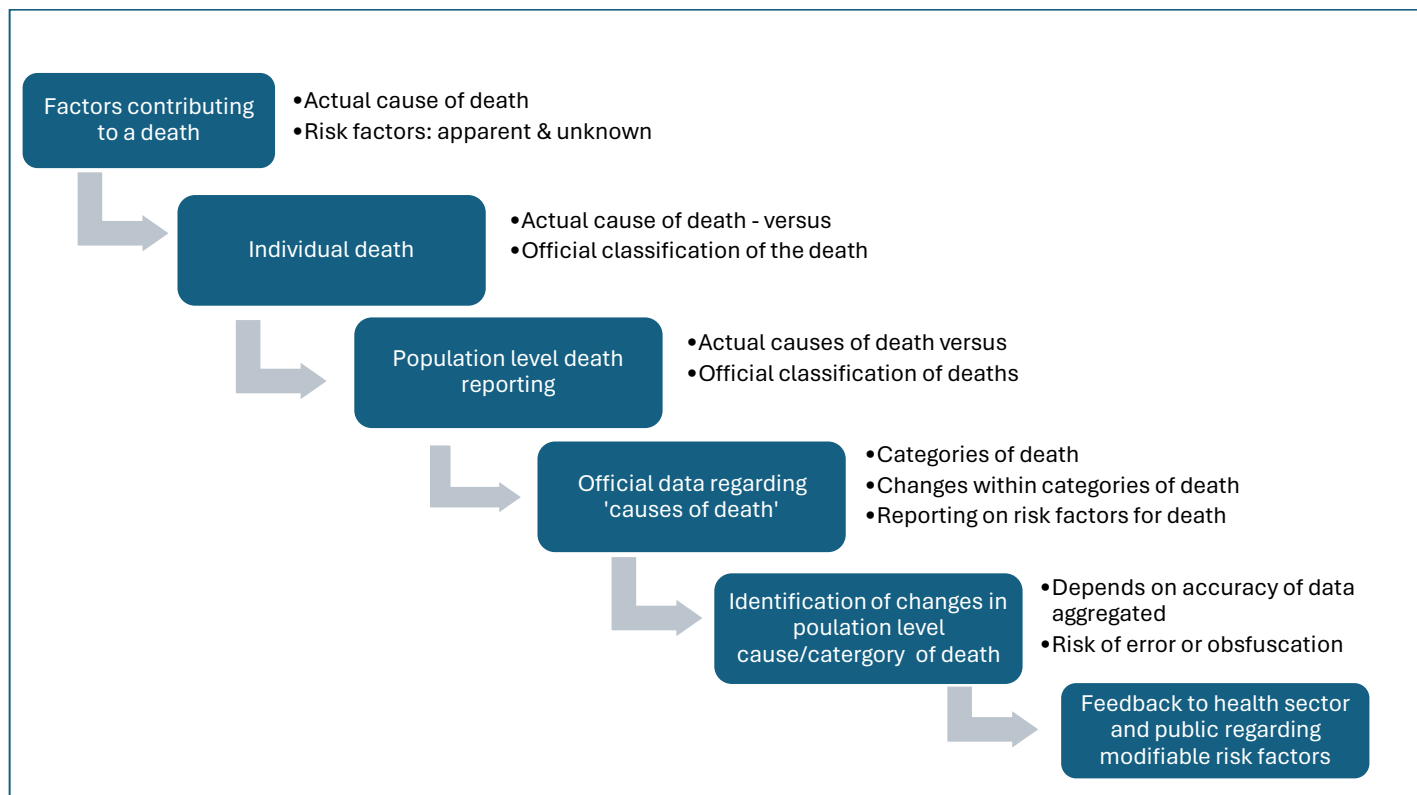 Factors contributing
to a death
•Actual cause of death
•Risk factors: apparent & unknown
Individual death
•Actual cause of death - versus
•Official classification of the death
Population level death
reporting
•Actual causes of death versus
•Official classification of deaths
Official data regarding
'causes of death'
•Categories of death
•Changes within categories of death
•Reporting on risk factors for death
Identification of changes in
poulation level
cause/catergory of death
•Depends on accuracy of data
aggregated
•Risk of error or obsfuscation
Feedback to health sector
and public regarding
modifiable risk factors